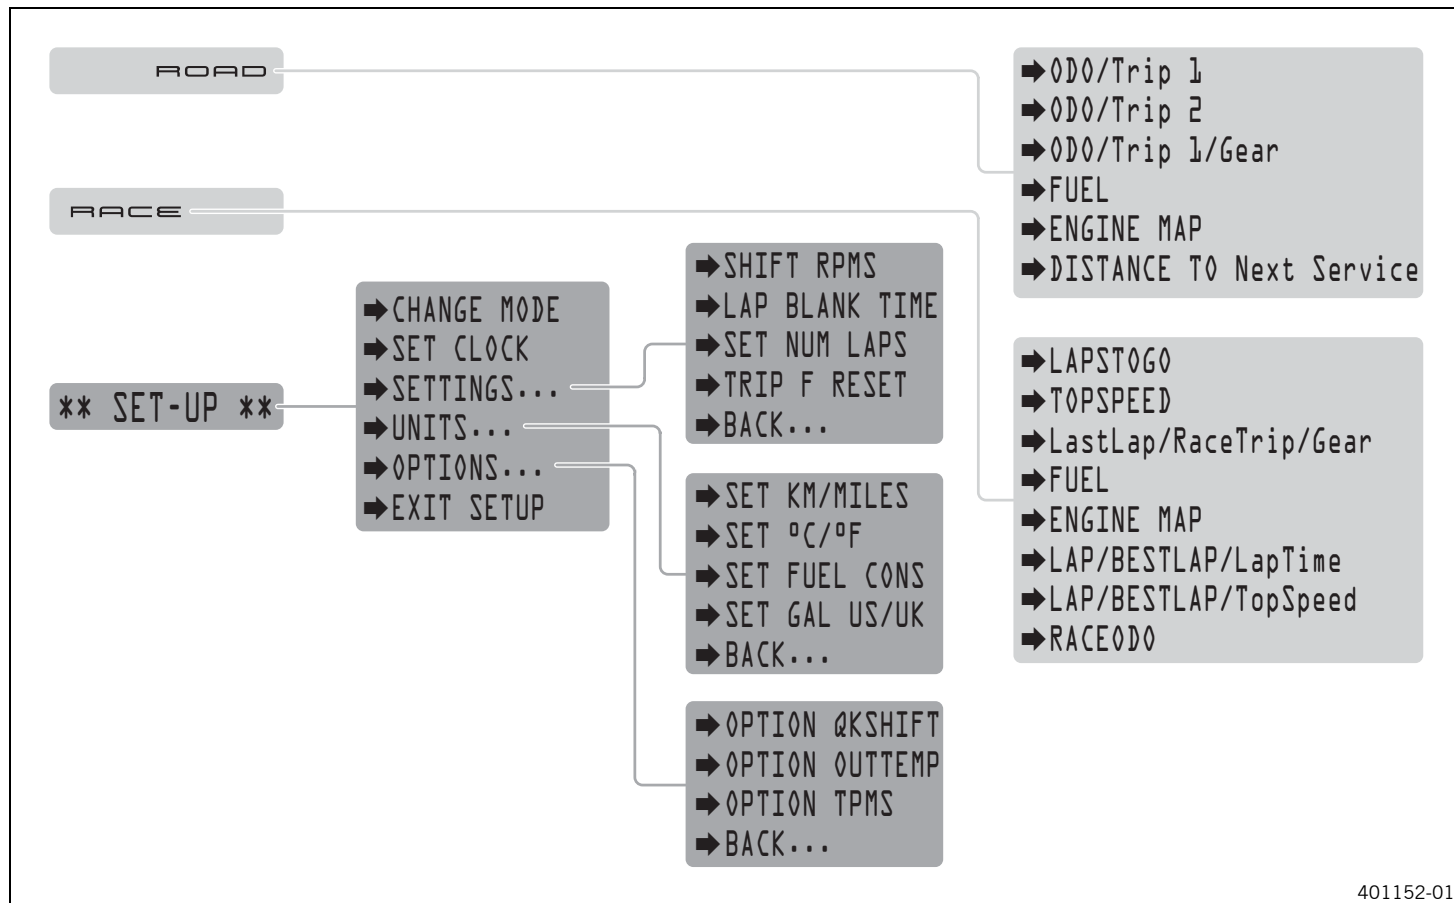 ROAD
ODO/Trip 1
ODO/Trip 2
ODO/Trip 1/Gear
FUEL
ENGINE MAP
DISTANCE TO Next Service
RACE
LAPSTOGO
TOPSPEED
LastLap/RaceTrip/Gear
FUEL
ENGINE MAP
LAP/BESTLAP/LapTime
LAP/BESTLAP/TopSpeed
RACEODO
** SET-UP **
CHANGE MODE
SET CLOCK
SETTINGS...
UNITS...
OPTIONS...
EXIT SETUP
SHIFT RPMS
LAP BLANK TIME
SET NUM LAPS
TRIP F RESET
BACK...
SET KM/MILES
SET ºC/ºF
SET FUEL CONS
SET GAL US/UK
BACK...
OPTION QKSHIFT
OPTION OUTTEMP
OPTION TPMS
BACK...
401152-01